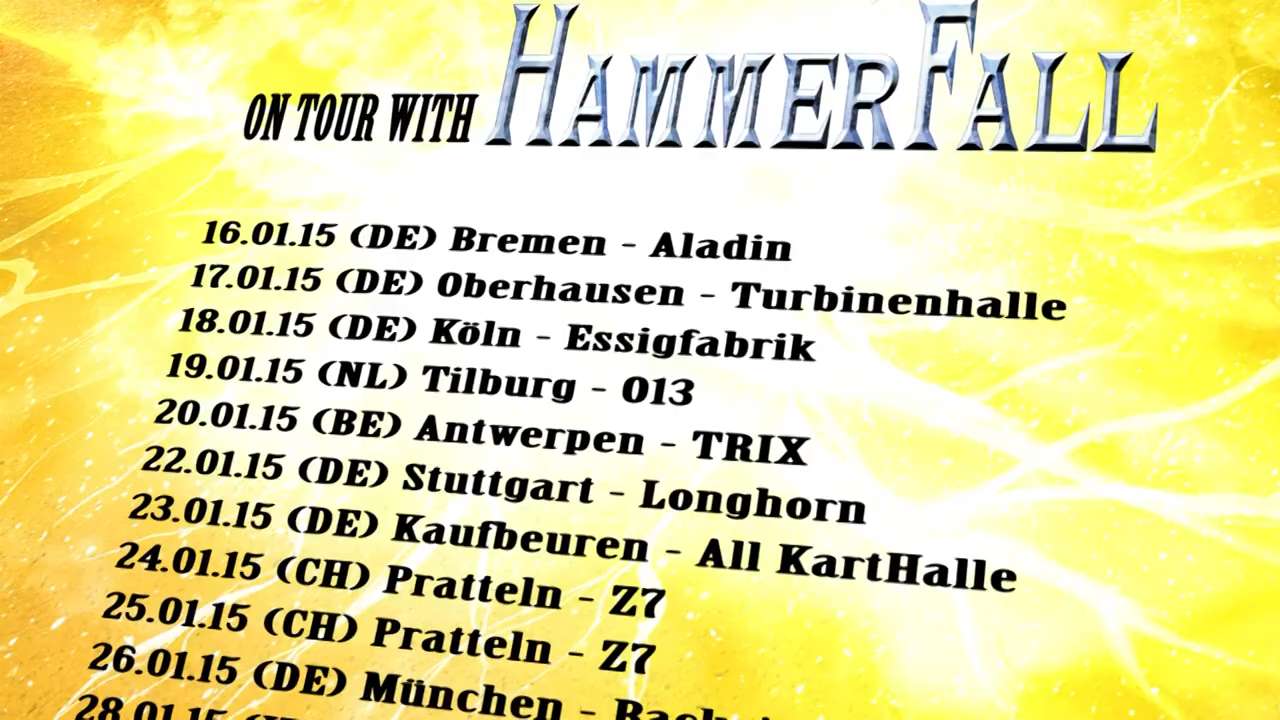 ON TOUR WITH HAMMERFALL
16.01.15 (DE) Bremen - Aladin
17.01.15 (DE) Oberhausen - Turbinenhalle
18.01.15 (DE) Köln - Essigfabrik
19.01.15 (NL) Tilburg - 013
20.01.15 (BE) Antwerpen - TRIX
22.01.15 (DE) Stuttgart - Longhorn
23.01.15 (DE) Kaufbeuren - All KartHalle
24.01.15 (CH) Pratteln - Z7
25.01.15 (CH) Pratteln - Z7
26.01.15 (DE) München -
28.01.15